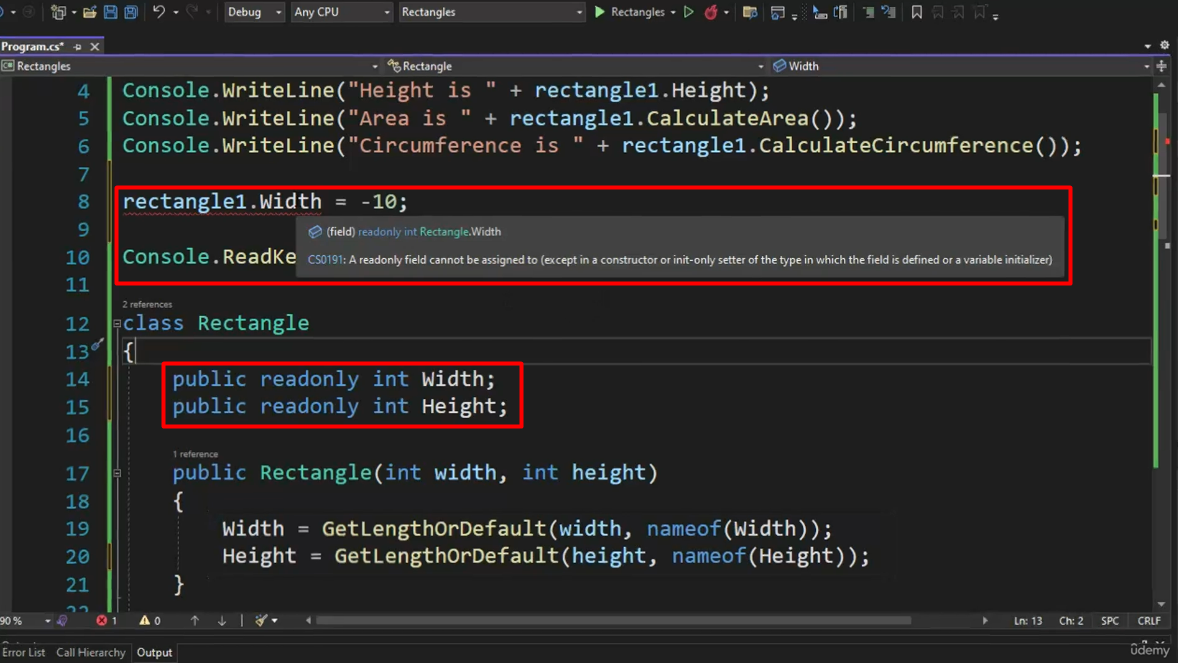 Debug Any CPU Rectangles Rectangles
Program.cs*
Rectangles Rectangle Width
4 Console.WriteLine("Height is " + rectangle1.Height);
5 Console.WriteLine("Area is " + rectangle1.CalculateArea());
6 Console.WriteLine("Circumference is " + rectangle1.CalculateCircumference());
7
8 rectangle1.Width = -10;
9 (field) readonly int Rectangle.Width
10 Console.ReadKe CS0191: A readonly field cannot be assigned to (except in a constructor or init-only setter of the type in which the field is defined or a variable initializer)
11
2 references
12 class Rectangle
13 {
14 public readonly int Width;
15 public readonly int Height;
16
1 reference
17 public Rectangle(int width, int height)
18 {
19 Width = GetLengthOrDefault(width, nameof(Width));
20 Height = GetLengthOrDefault(height, nameof(Height));
21 }
90 % 1 0 Ln: 13 Ch: 2 SPC CRLF
Error List Call Hierarchy Output
udemy